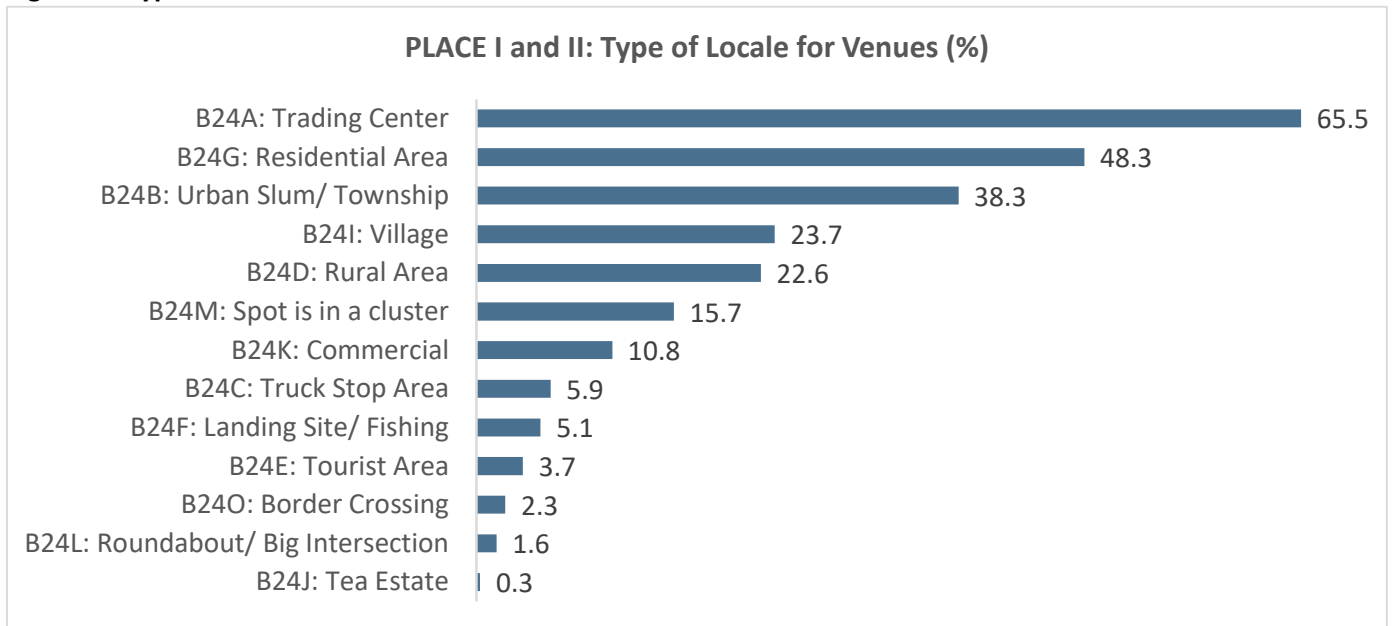 PLACE I and II: Type of Locale for Venues (%)
B24A: Trading Center 65.5
B24G: Residential Area 48.3
B24B: Urban Slum/ Township 38.3
B24I: Village 23.7
B24D: Rural Area 22.6
B24M: Spot is in a cluster 15.7
B24K: Commercial 10.8
B24C: Truck Stop Area 5.9
B24F: Landing Site/ Fishing 5.1
B24E: Tourist Area 3.7
B24O: Border Crossing 2.3
B24L: Roundabout/ Big Intersection 1.6
B24J: Tea Estate 0.3